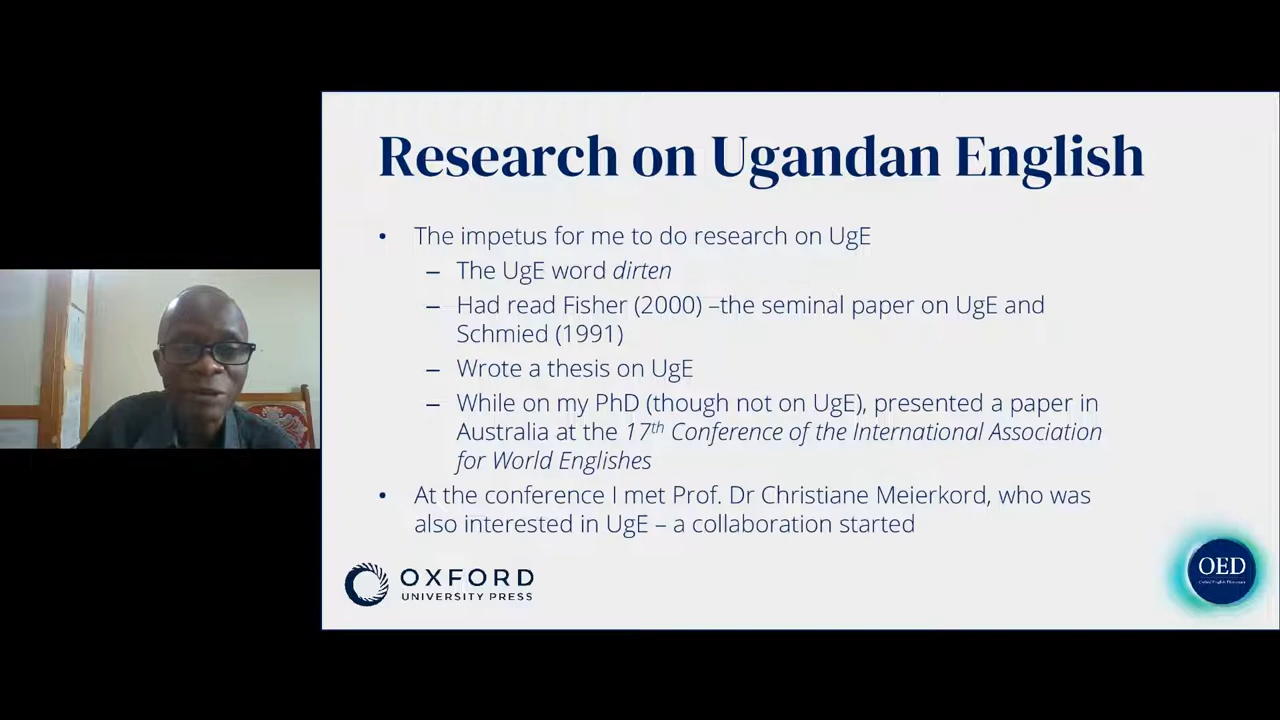 Research on Ugandan English
• The impetus for me to do research on UgE
– The UgE word dirten
– Had read Fisher (2000) –the seminal paper on UgE and
Schmied (1991)
– Wrote a thesis on UgE
– While on my PhD (though not on UgE), presented a paper in
Australia at the 17th Conference of the International Association
for World Englishes
• At the conference I met Prof. Dr Christiane Meierkord, who was
also interested in UgE – a collaboration started
OXFORD
UNIVERSITY PRESS
OED